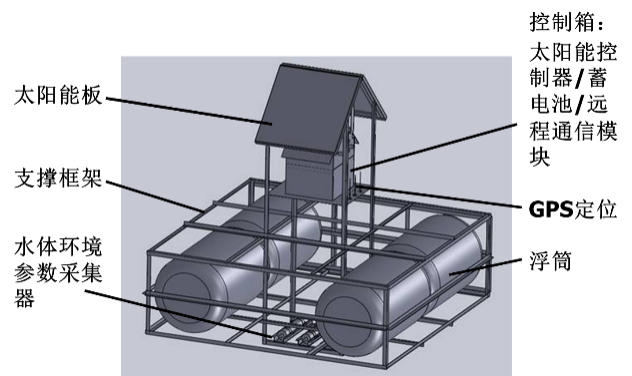 太阳能板
支撑框架
水体环境
参数采集
器
控制箱：
太阳能控
制器/蓄
电池/远
程通信模
块
GPS定位
浮筒